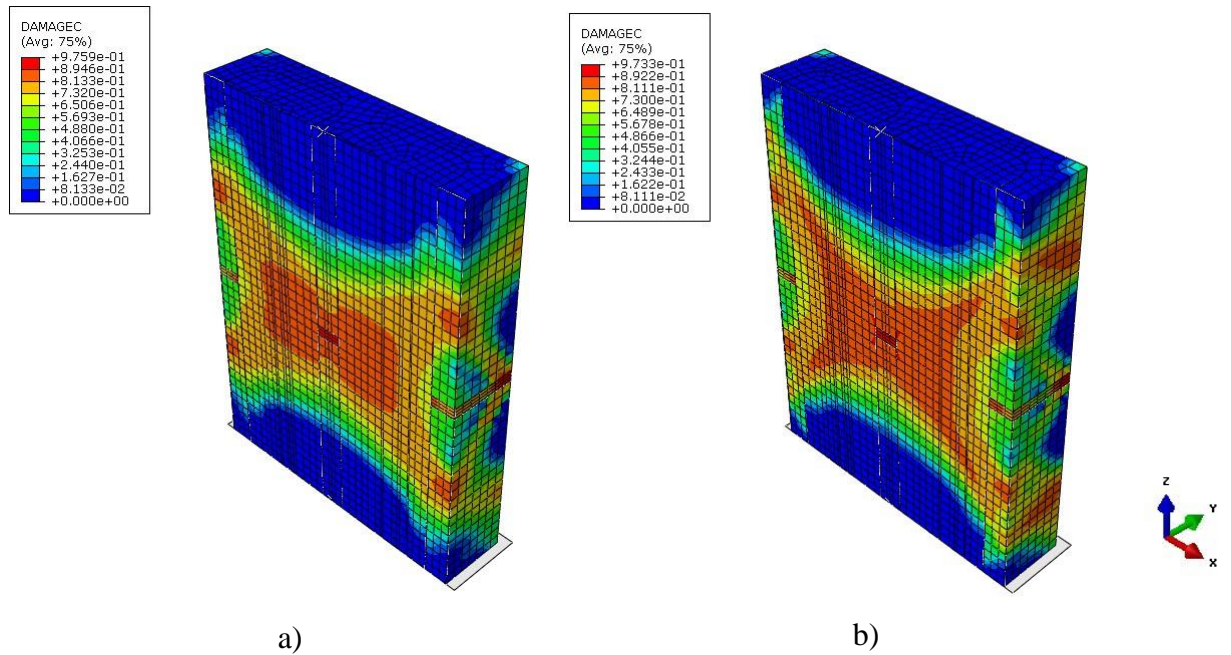 DAMAGEC
(Avg: 75%)
+9.759e-01
+8.946e-01
+8.133e-01
+7.320e-01
+6.506e-01
+5.693e-01
+4.880e-01
+4.066e-01
+3.253e-01
+2.440e-01
+1.627e-01
+8.133e-02
+0.000e+00
DAMAGEC
(Avg: 75%)
+9.733e-01
+8.922e-01
+8.111e-01
+7.300e-01
+6.489e-01
+5.678e-01
+4.866e-01
+4.055e-01
+3.244e-01
+2.433e-01
+1.622e-01
+8.111e-02
+0.000e+00
Z
Y
X
a)
b)